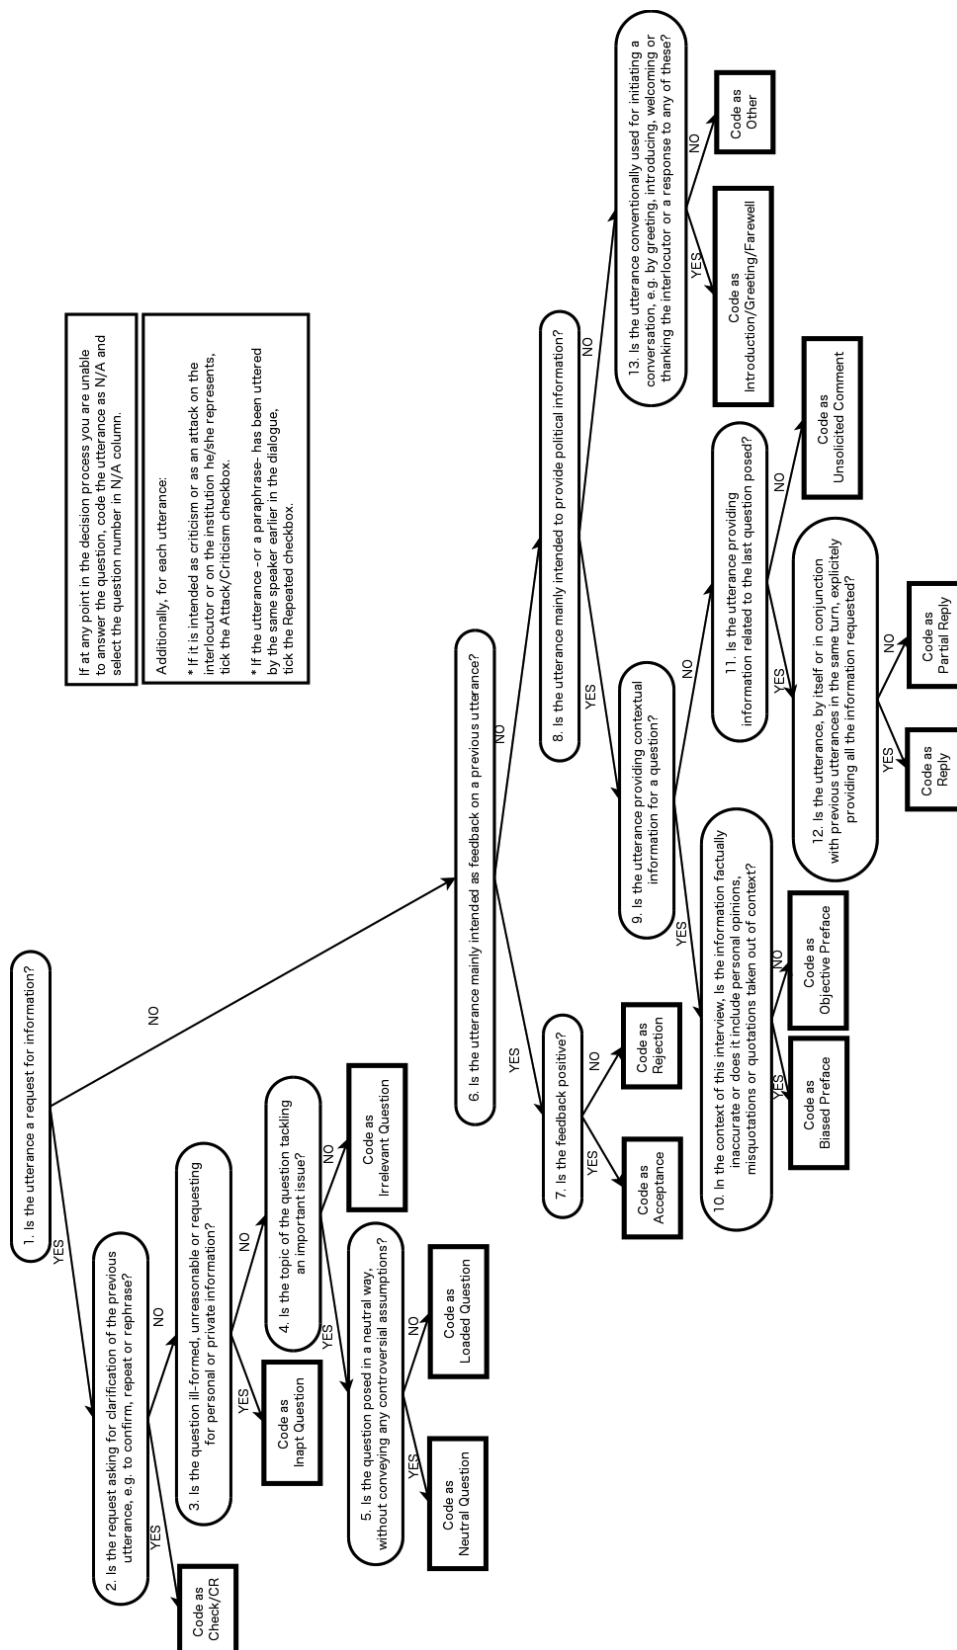 1. Is the utterance a request for information?
YES
NO
2. Is the request asking for clarification of the previous
utterance, e.g. to confirm, repeat or rephrase?
YES
NO
Code as
Check/CR
3. Is the question ill-formed, unreasonable or requesting
for personal or private information?
YES
NO
Code as
Inapt Question
4. Is the topic of the question tackling
an important issue?
YES
NO
Code as
Irrelevant Question
5. Is the question posed in a neutral way,
without conveying any controversial assumptions?
YES
NO
Code as
Neutral Question
Code as
Loaded Question
If at any point in the decision process you are unable
to answer the question, code the utterance as N/A and
select the question number in N/A column.
Additionally, for each utterance:
* If it is intended as criticism or as an attack on the
interlocutor or on the institution he/she represents,
tick the Attack/Criticism checkbox.
* If the utterance -or a paraphrase- has been uttered
by the same speaker earlier in the dialogue,
tick the Repeated checkbox.
6. Is the utterance mainly intended as feedback on a previous utterance?
YES
NO
7. Is the feedback positive?
YES
NO
Code as
Acceptance
Code as
Rejection
8. Is the utterance mainly intended to provide political information?
YES
NO
9. Is the utterance providing contextual
information for a question?
YES
NO
10. In the context of this interview, Is the information factually
inaccurate or does it include personal opinions,
misquotations or quotations taken out of context?
YES
NO
Code as
Biased Preface
Code as
Objective Preface
11. Is the utterance providing
information related to the last question posed?
YES
NO
12. Is the utterance, by itself or in conjunction
with previous utterances in the same turn, explicitely
providing all the information requested?
YES
NO
Code as
Reply
Code as
Partial Reply
Code as
Unsolicited Comment
13. Is the utterance conventionally used for initiating a
conversation, e.g. by greeting, introducing, welcoming or
thanking the interlocutor or a response to any of these?
YES
NO
Code as
Introduction/Greeting/Farewell
Code as
Other